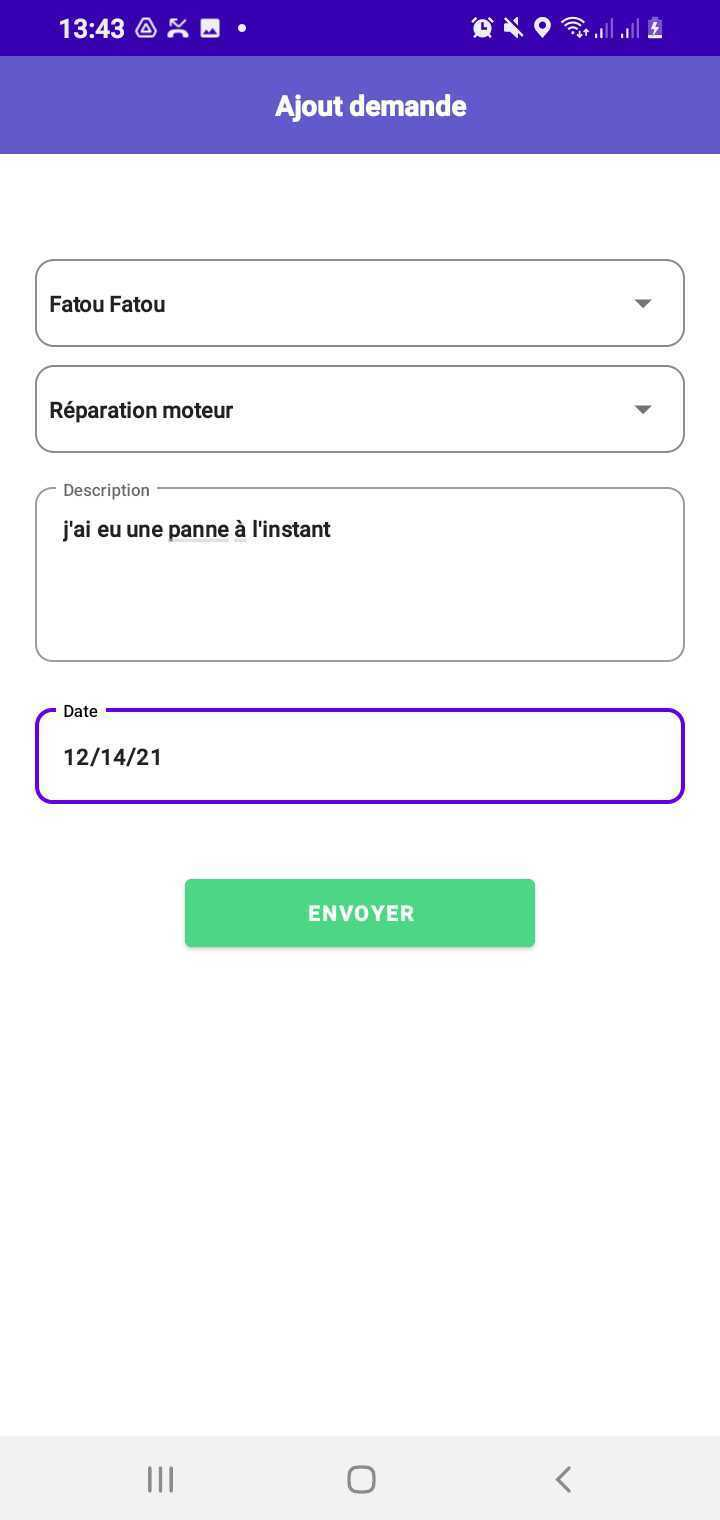 13:43
Ajout demande
Fatou Fatou
Réparation moteur
Description
j'ai eu une panne à l'instant
Date
12/14/21
ENVOYER